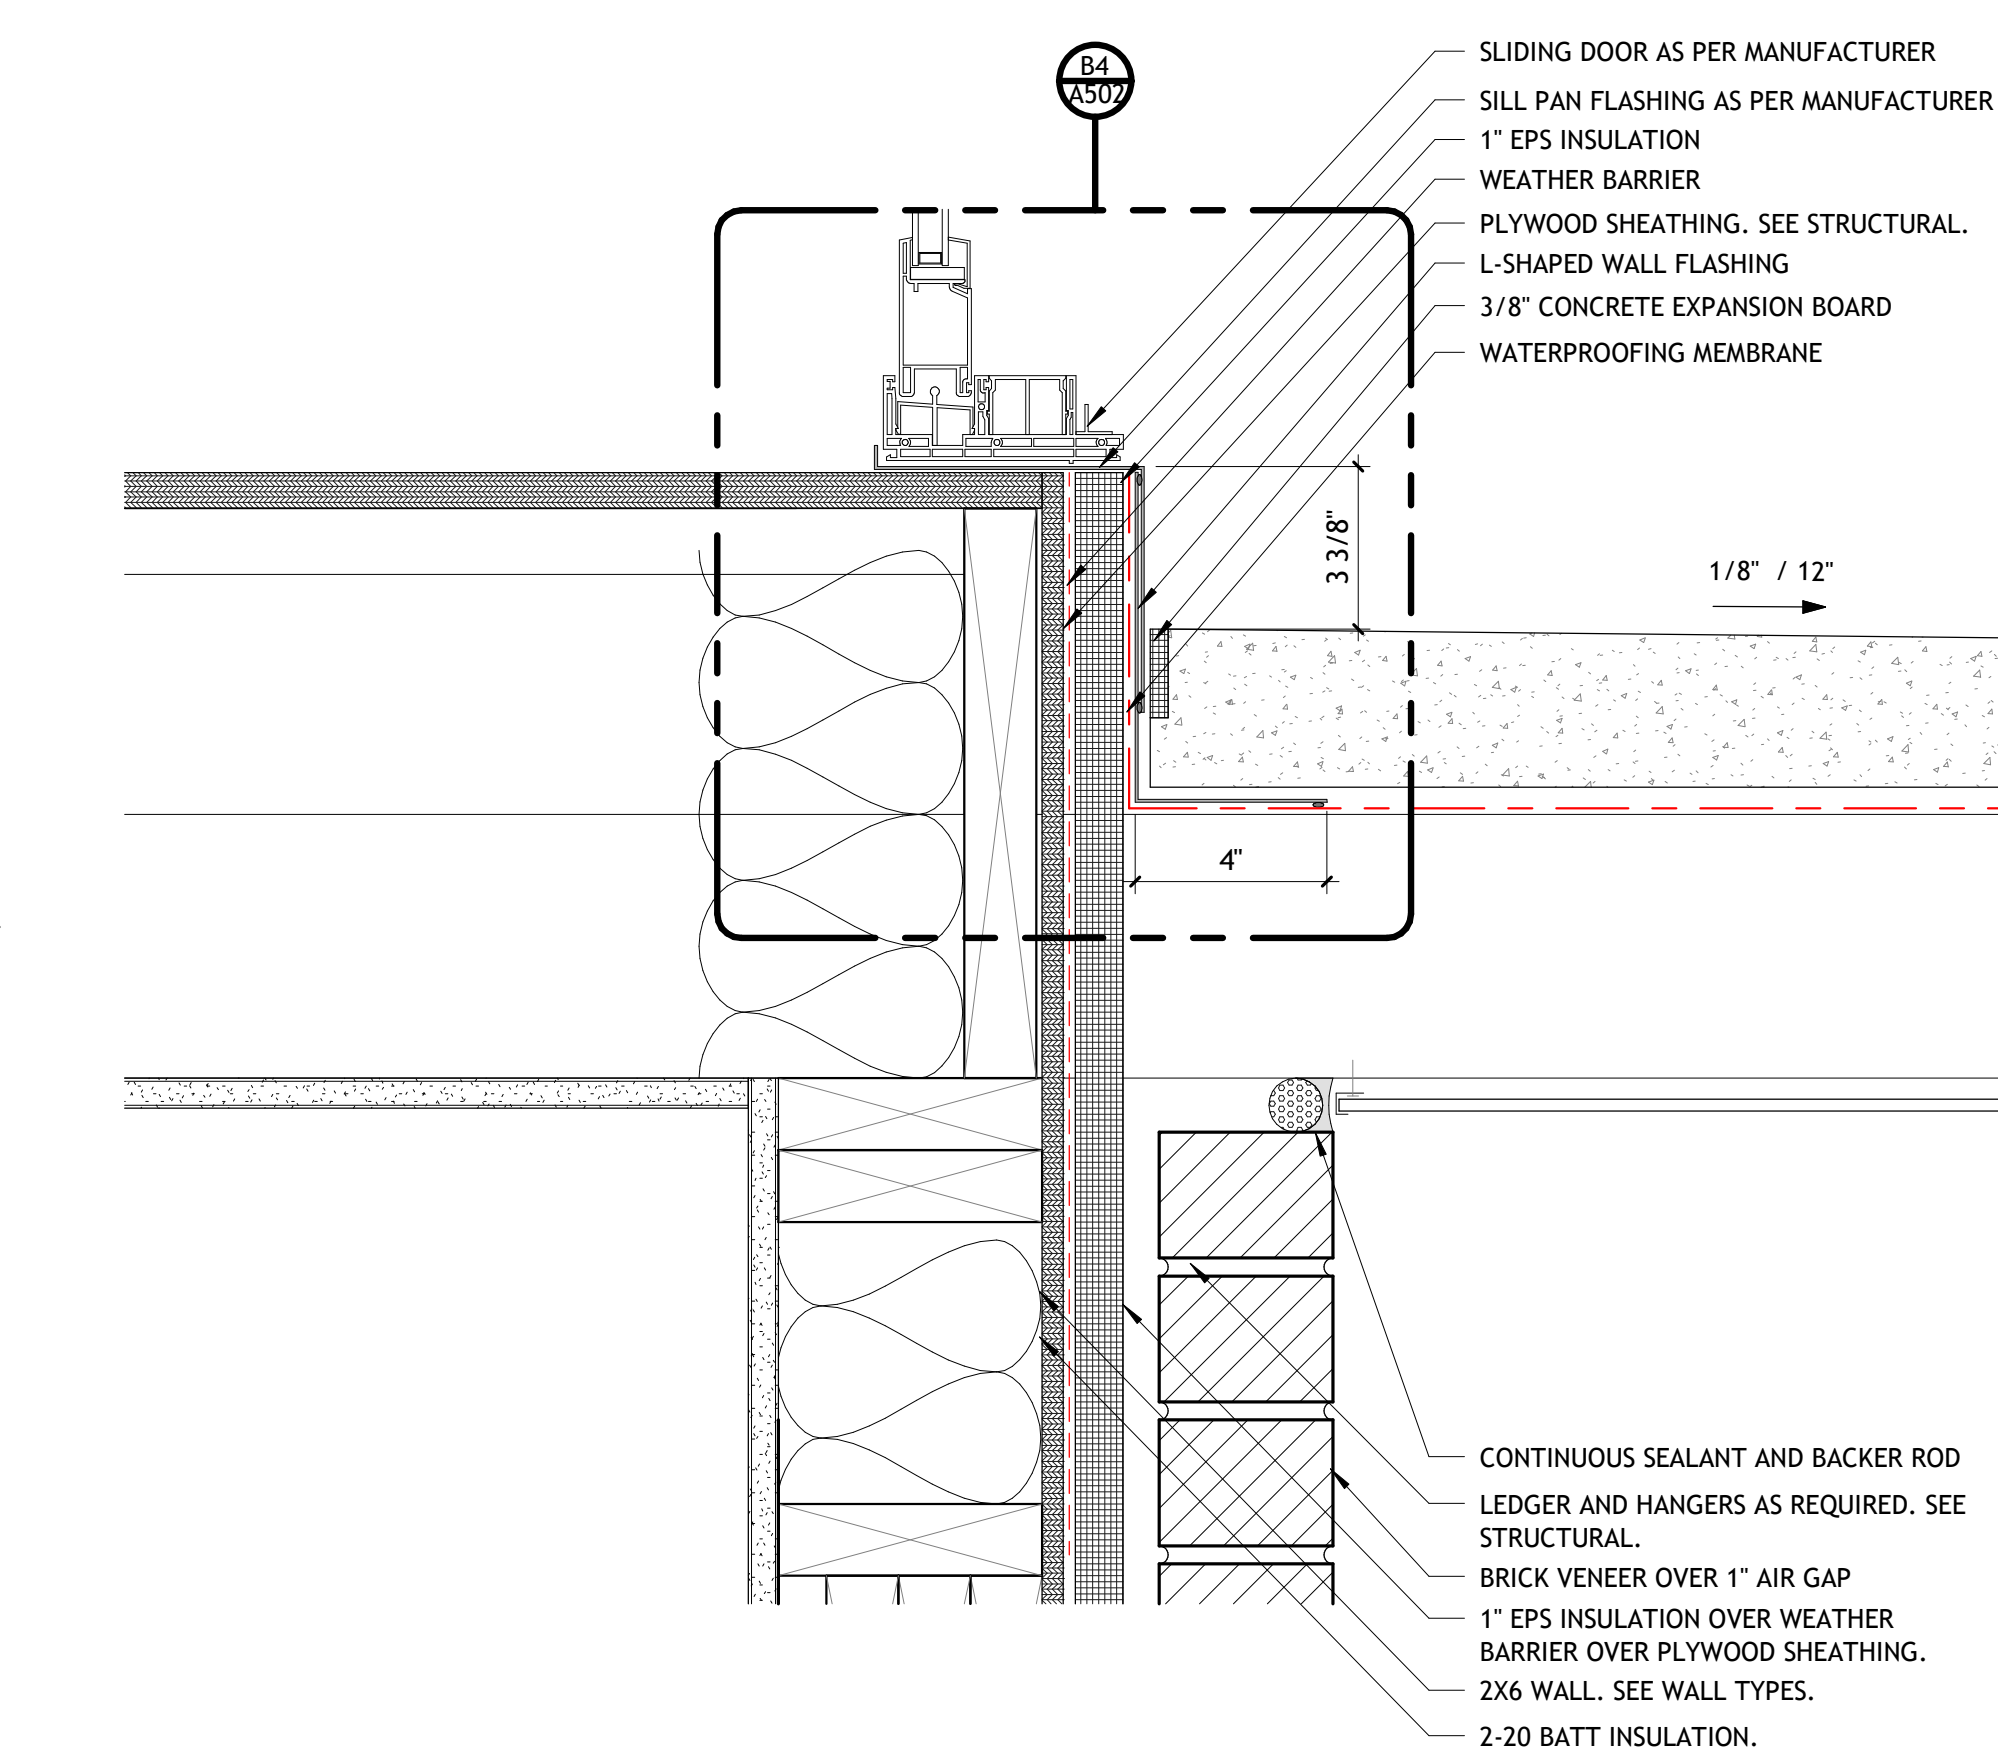 B4
A502
SLIDING DOOR AS PER MANUFACTURER
SILL PAN FLASHING AS PER MANUFACTURER
1" EPS INSULATION
WEATHER BARRIER
PLYWOOD SHEATHING. SEE STRUCTURAL.
L-SHAPED WALL FLASHING
3/8" CONCRETE EXPANSION BOARD
WATERPROOFING MEMBRANE
3 3/8"
1/8" / 12"
4"
CONTINUOUS SEALANT AND BACKER ROD
LEDGER AND HANGERS AS REQUIRED. SEE
STRUCTURAL.
BRICK VENEER OVER 1" AIR GAP
1" EPS INSULATION OVER WEATHER
BARRIER OVER PLYWOOD SHEATHING.
2X6 WALL. SEE WALL TYPES.
2-20 BATT INSULATION.